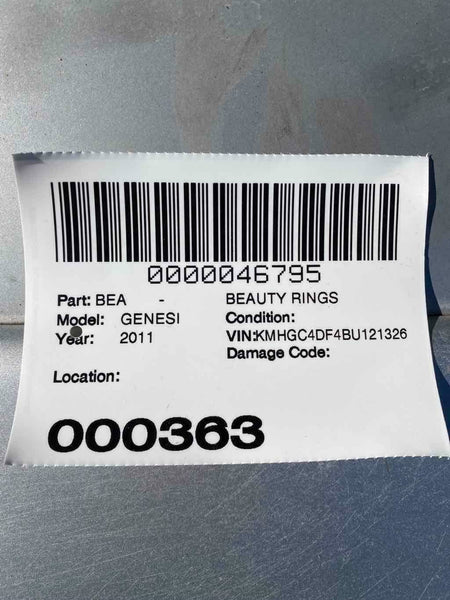 0000046795
Part: BEA - BEAUTY RINGS
Model: GENESI Condition:
Year: 2011 VIN:KMHGC4DF4BU121326
Damage Code:
Location:
000363